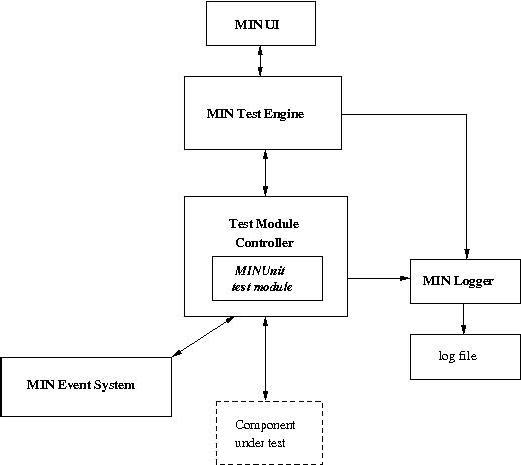 MIN UI
MIN Test Engine
Test Module
Controller
MINUnit
test module
MIN Logger
log file
MIN Event System
Component
under test